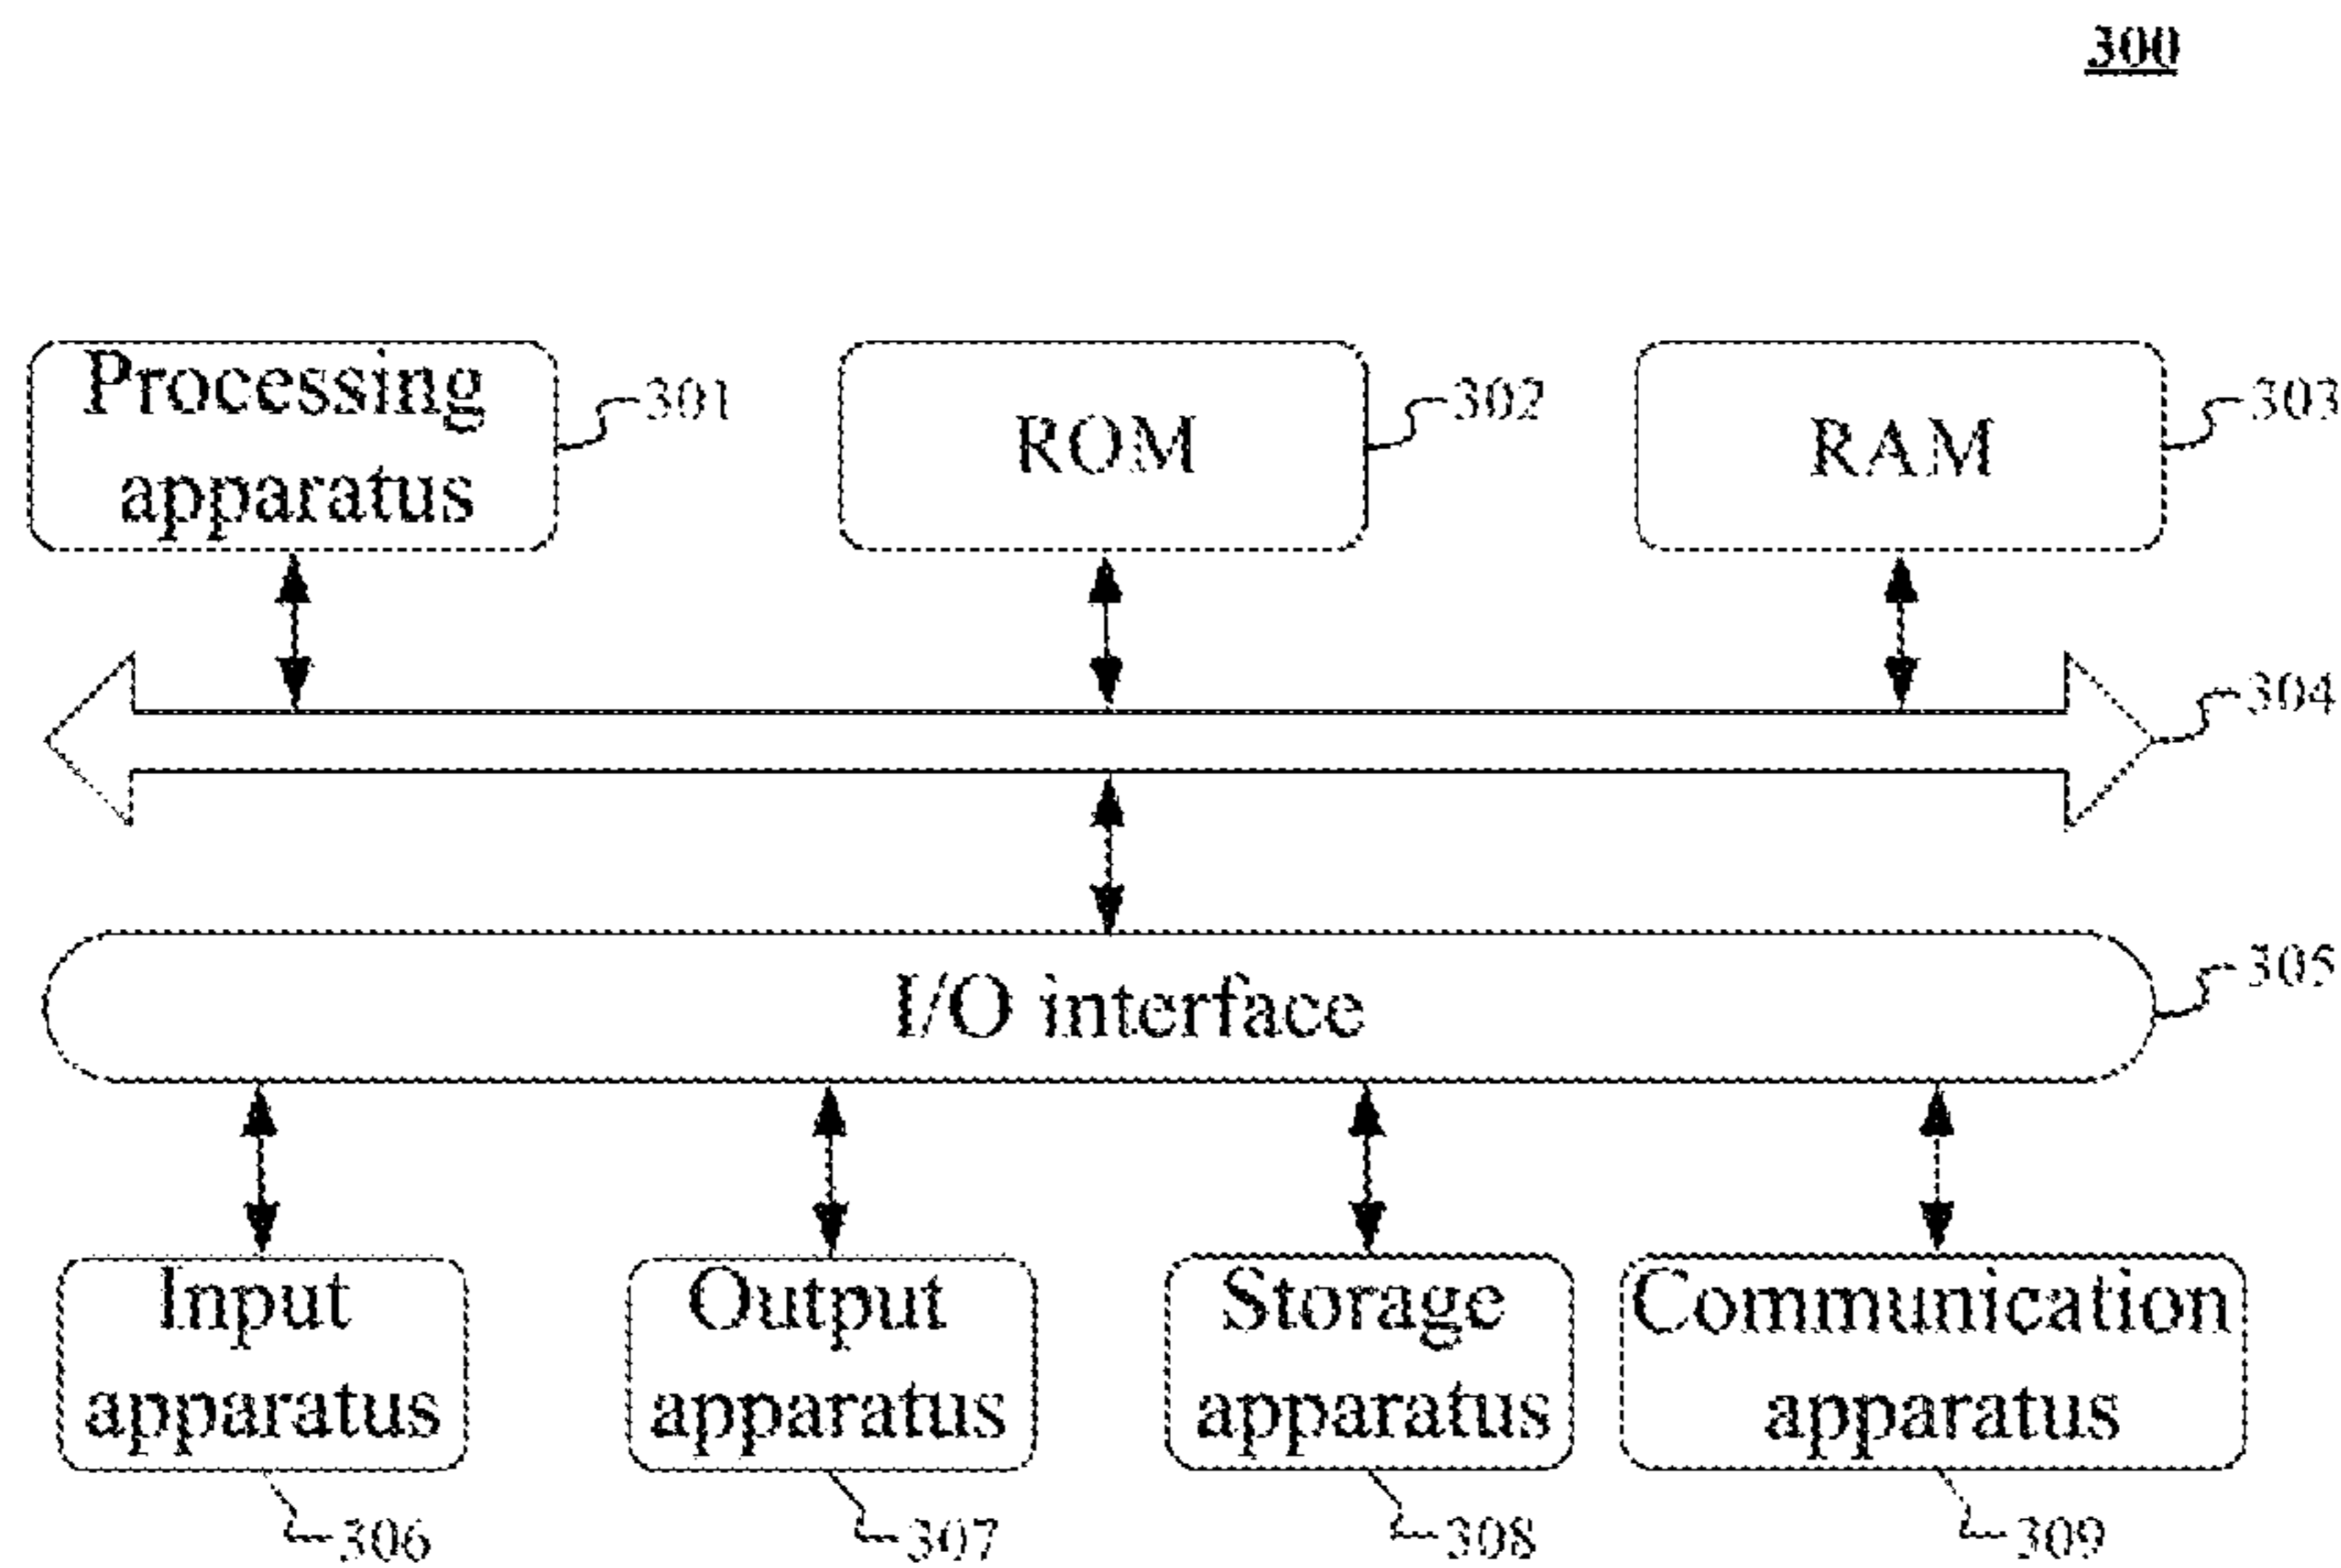 300
Processing
apparatus
301
ROM
302
RAM
303
304
I/O interface
305
Input
apparatus
Output
apparatus
Storage
apparatus
Communication
apparatus
306
307
308
309